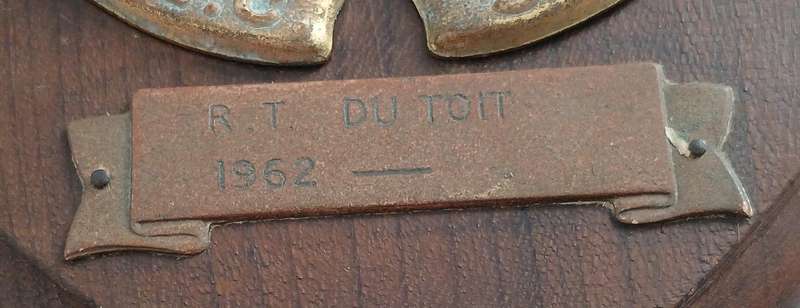 R. T. DU TOIT
1962 —